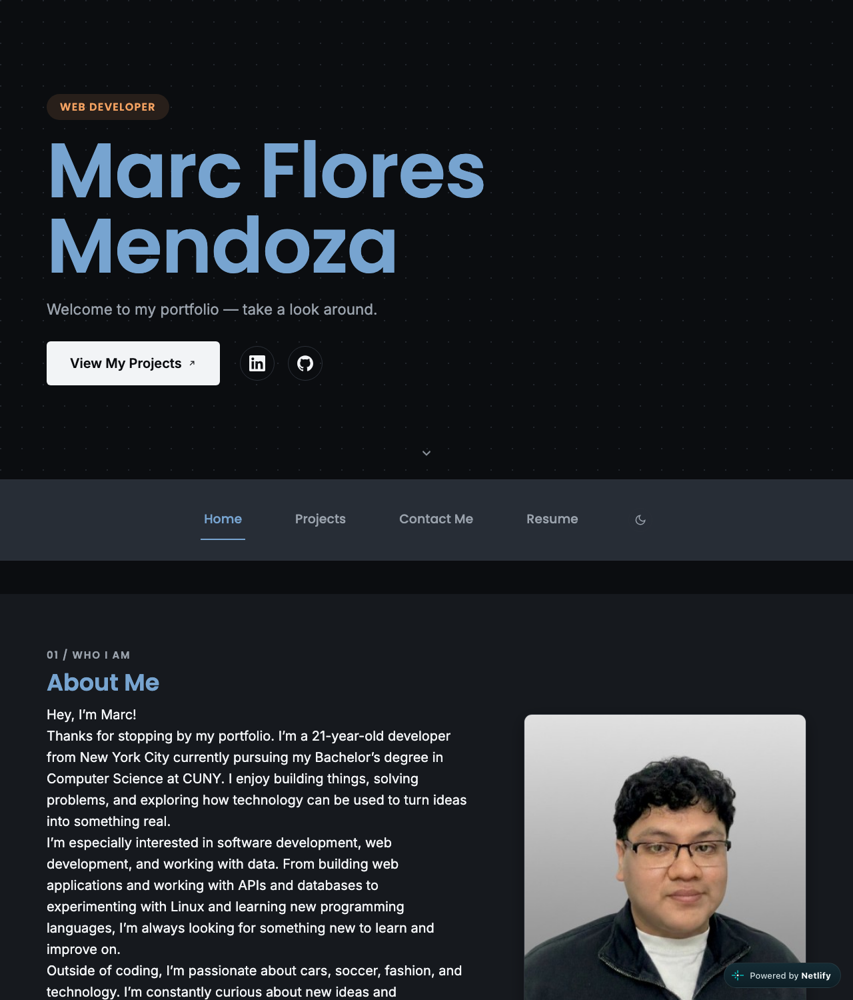 WEB DEVELOPER
Marc Flores
Mendoza
Welcome to my portfolio — take a look around.
View My Projects ↗
Home
Projects
Contact Me
Resume
01 / WHO I AM
About Me
Hey, I’m Marc!
Thanks for stopping by my portfolio. I’m a 21-year-old developer
from New York City currently pursuing my Bachelor’s degree in
Computer Science at CUNY. I enjoy building things, solving
problems, and exploring how technology can be used to turn ideas
into something real.
I’m especially interested in software development, web
development, and working with data. From building web
applications and working with APIs and databases to
experimenting with Linux and learning new programming
languages, I’m always looking for something new to learn and
improve on.
Outside of coding, I’m passionate about cars, soccer, fashion, and
technology. I’m constantly curious about new ideas and
Powered by Netlify